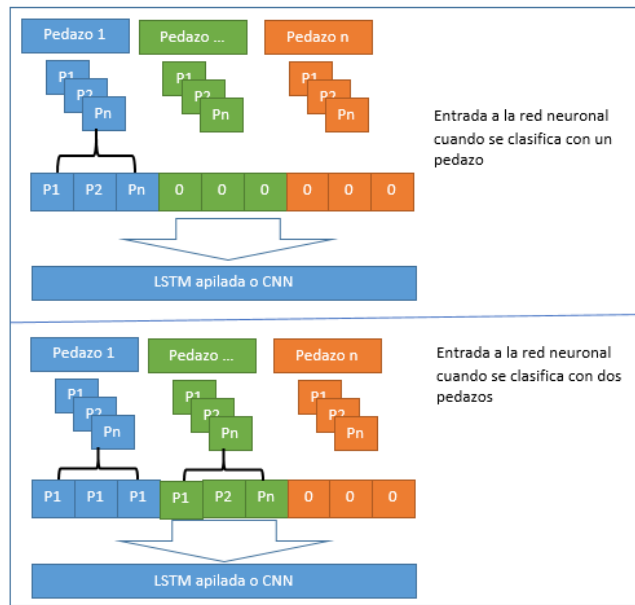 Pedazo 1
Pedazo ...
Pedazo n
P1
P2
Pn
P1
P2
Pn
P1
P2
Pn
Entrada a la red neuronal
cuando se clasifica con un
pedazo
P1 P2 Pn 0 0 0 0 0 0
LSTM apilada o CNN
Pedazo 1
Pedazo ...
Pedazo n
Entrada a la red neuronal
cuando se clasifica con dos
pedazos
P1
P2
Pn
P1
P2
Pn
P1
P2
Pn
P1 P1 P1 P1 P2 Pn 0 0 0
LSTM apilada o CNN